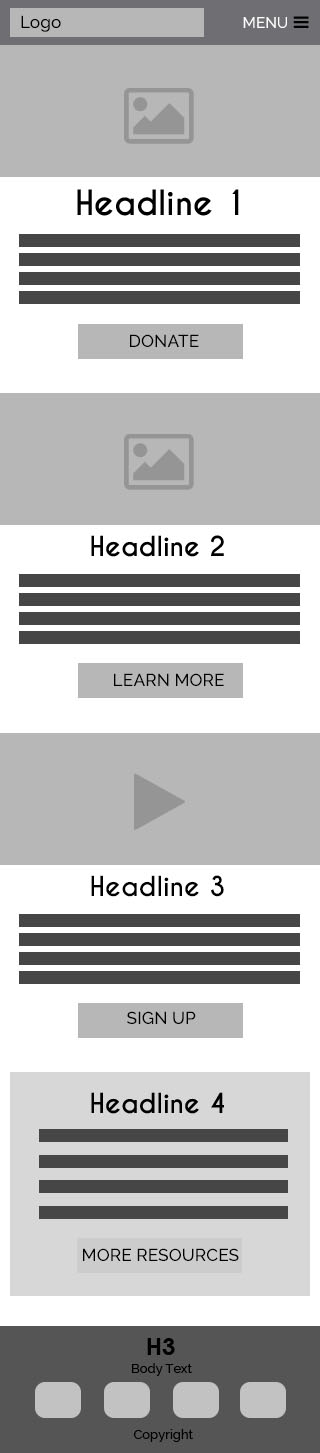 Logo
MENU
Headline 1
DONATE
Headline 2
LEARN MORE
Headline 3
SIGN UP
Headline 4
MORE RESOURCES
H3
Body Text
Copyright